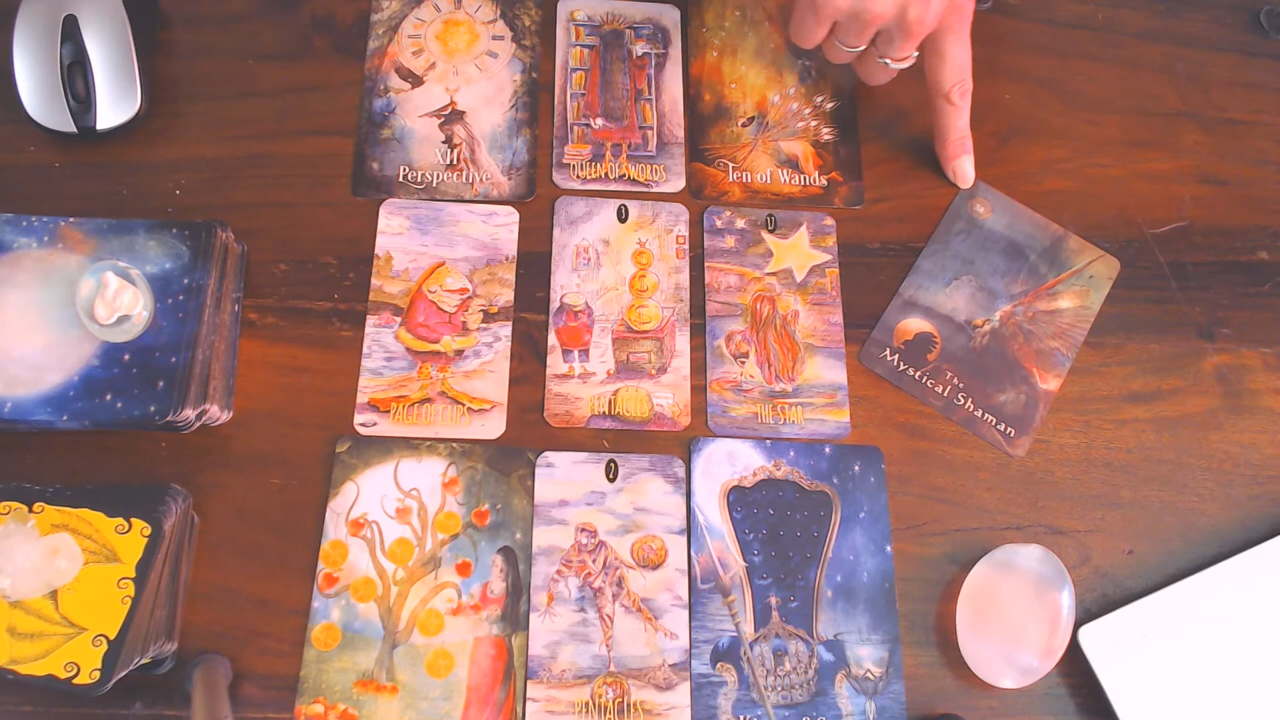 XII
Perspective
QUEEN OF SWORDS
Ten of Wands
PAGE OF CUPS
3
PENTACLES
THE STAR
The
Mystical Shaman
2
PENTACLES